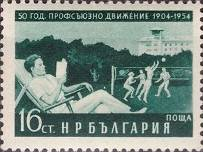 50 ГОД. ПРОФСЪЮЗНО ДВИЖЕНИЕ 1904-1954
16 СТ.
ПОЩА
Н Р БЪЛГАРИЯ